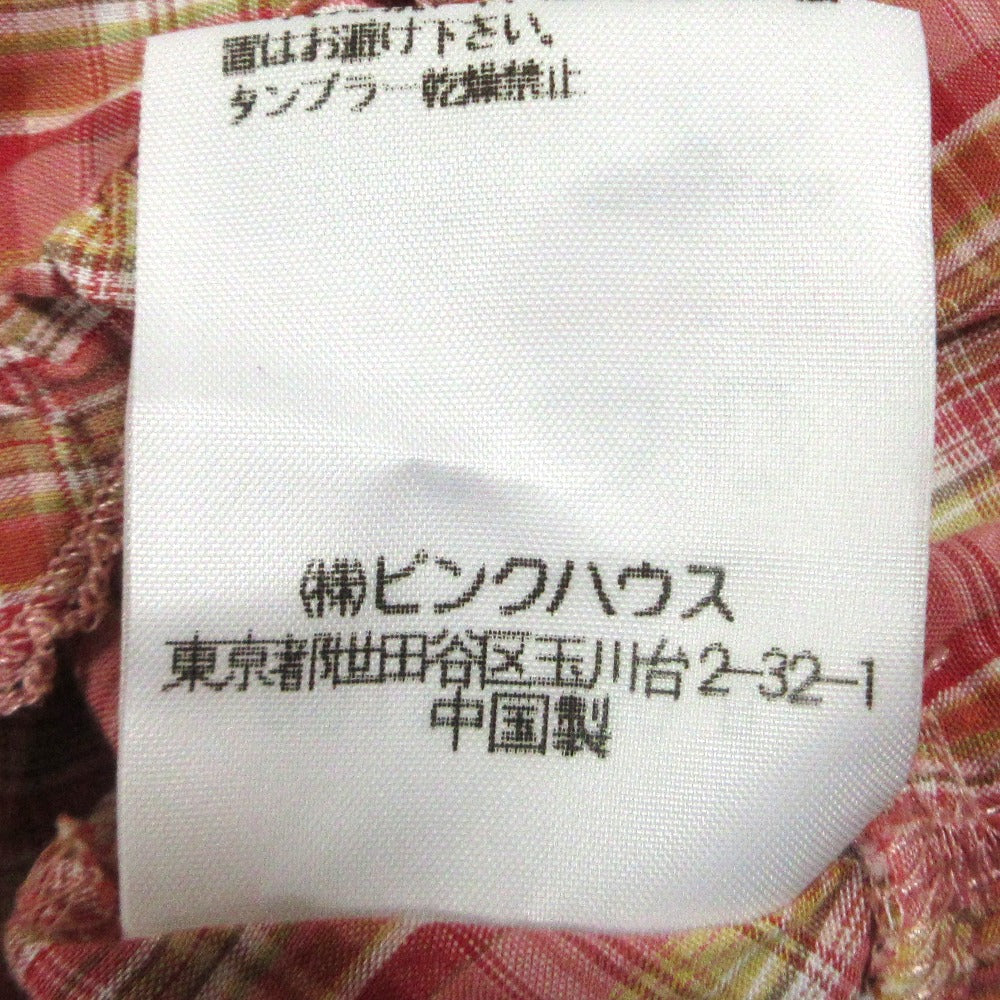 置はお避け下さい。
タンブラー乾燥禁止
㈱ピンクハウス
東京都世田谷区玉川台2-32-1
中国製